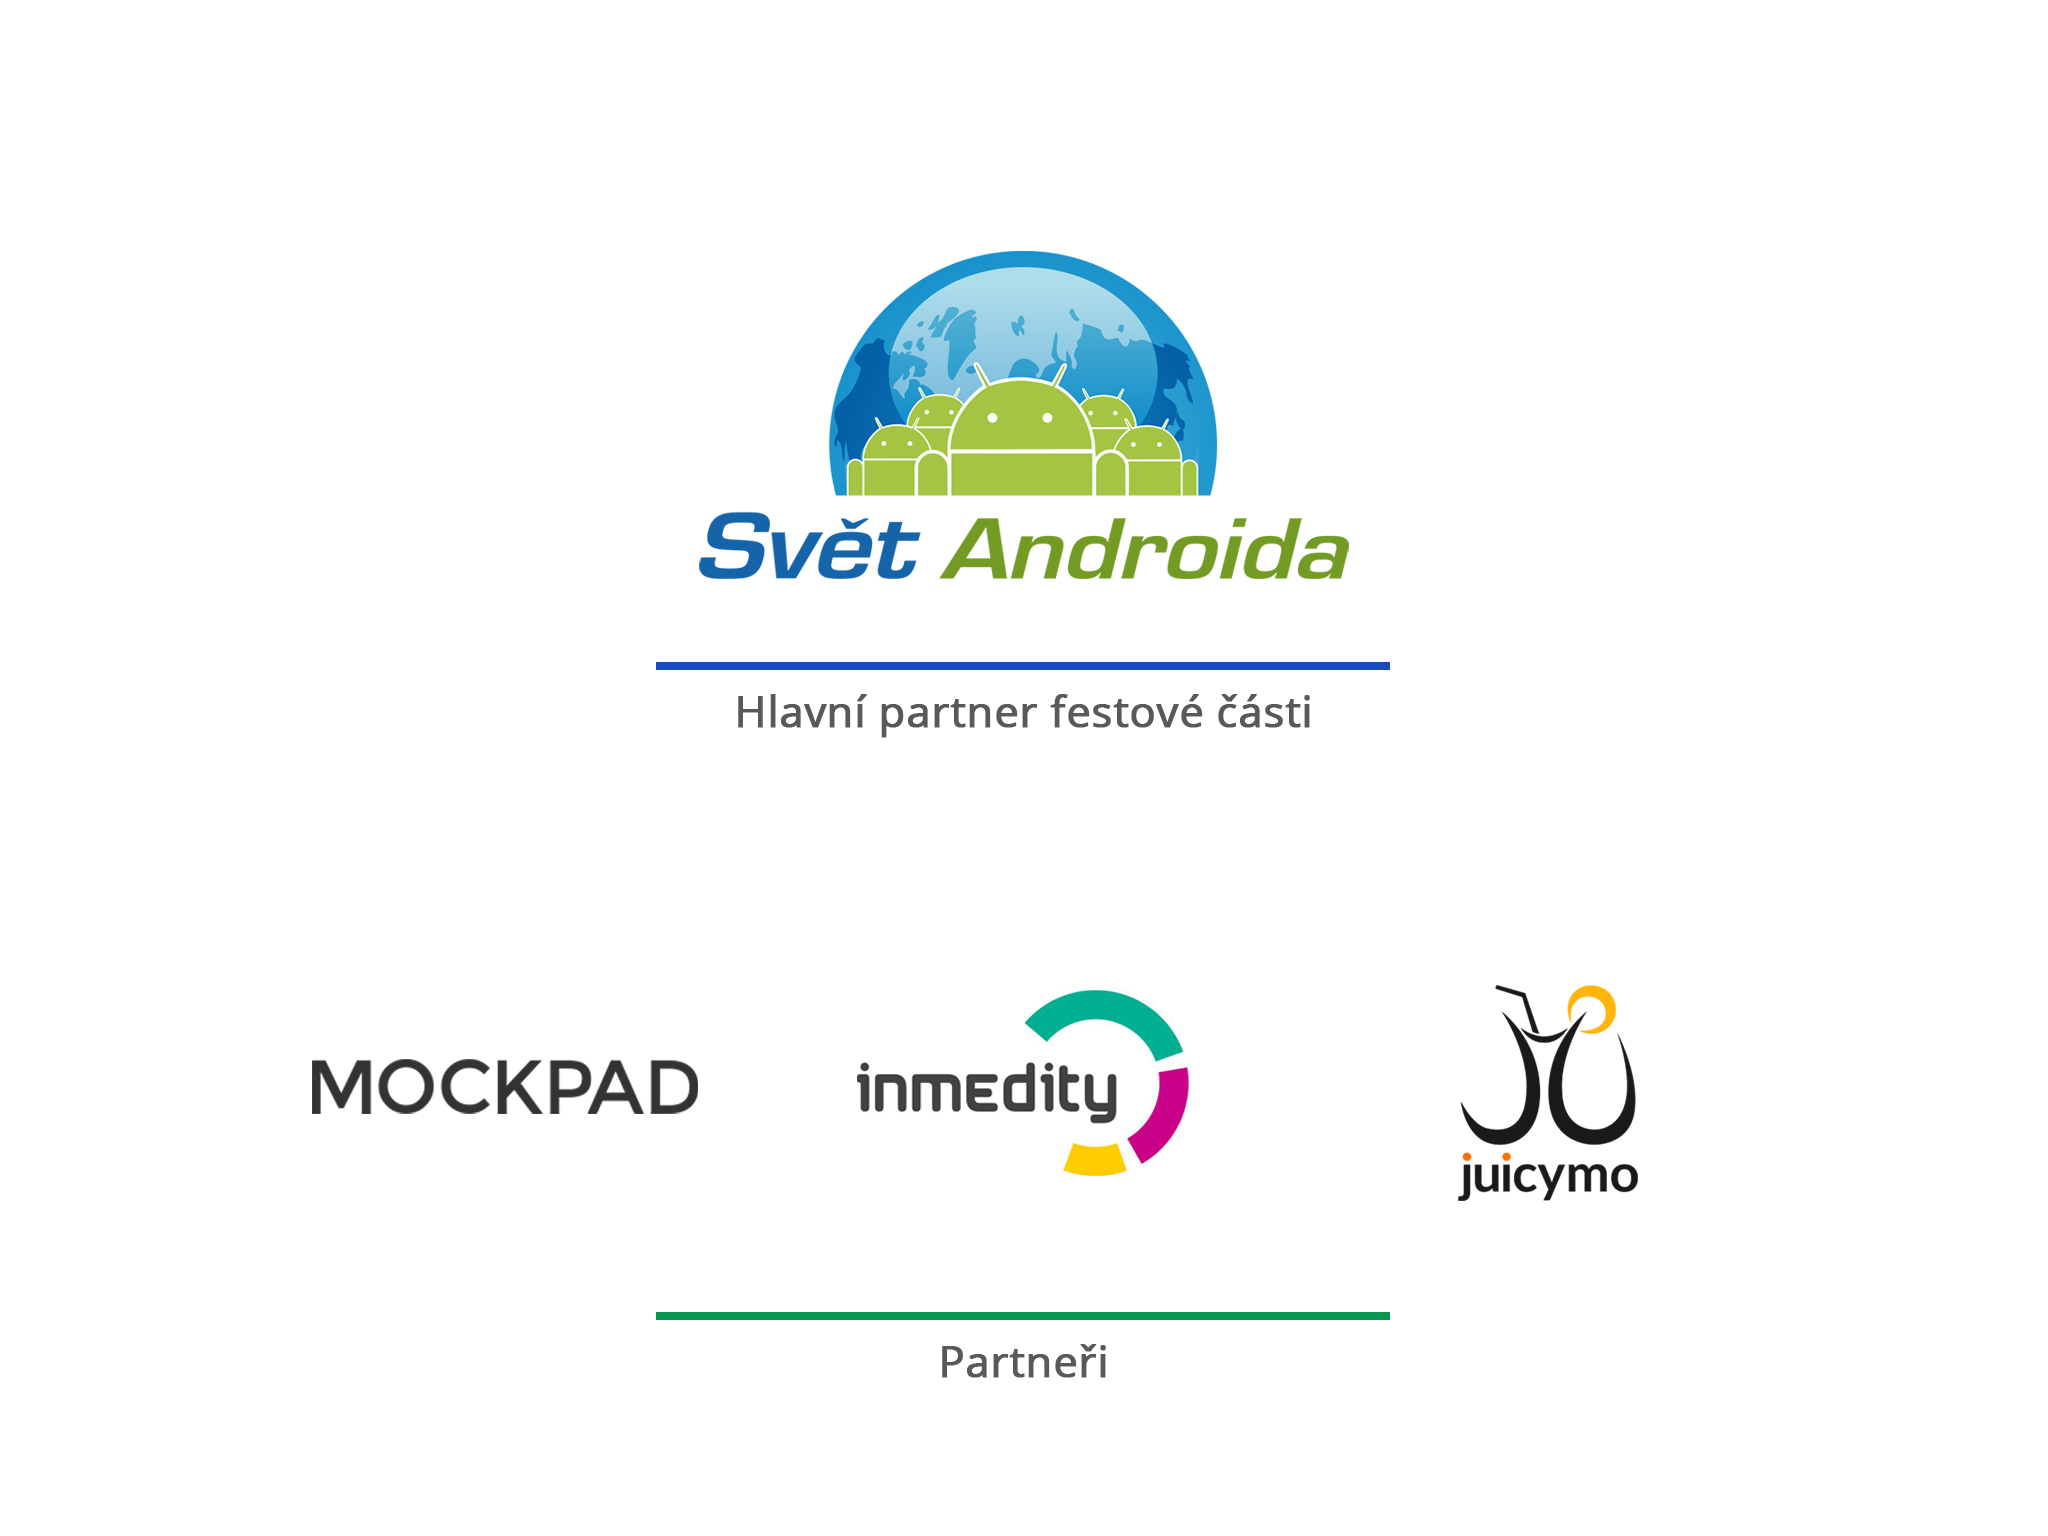 Svět Androida
Hlavní partner festové části
MOCKPAD
inmedity
juicymo
Partneři